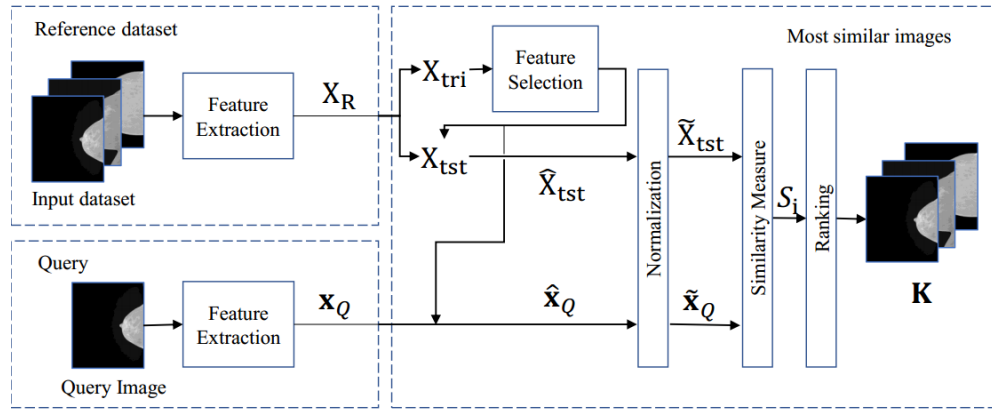 Reference dataset
Feature
Extraction
X_R
Input dataset
Query
Feature
Extraction
x_Q
Query Image
Most similar images
X_tri
Feature
Selection
X_tst
X̂_tst
x̂_Q
Normalization
X̃_tst
x̃_Q
Similarity Measure
S_i
Ranking
K